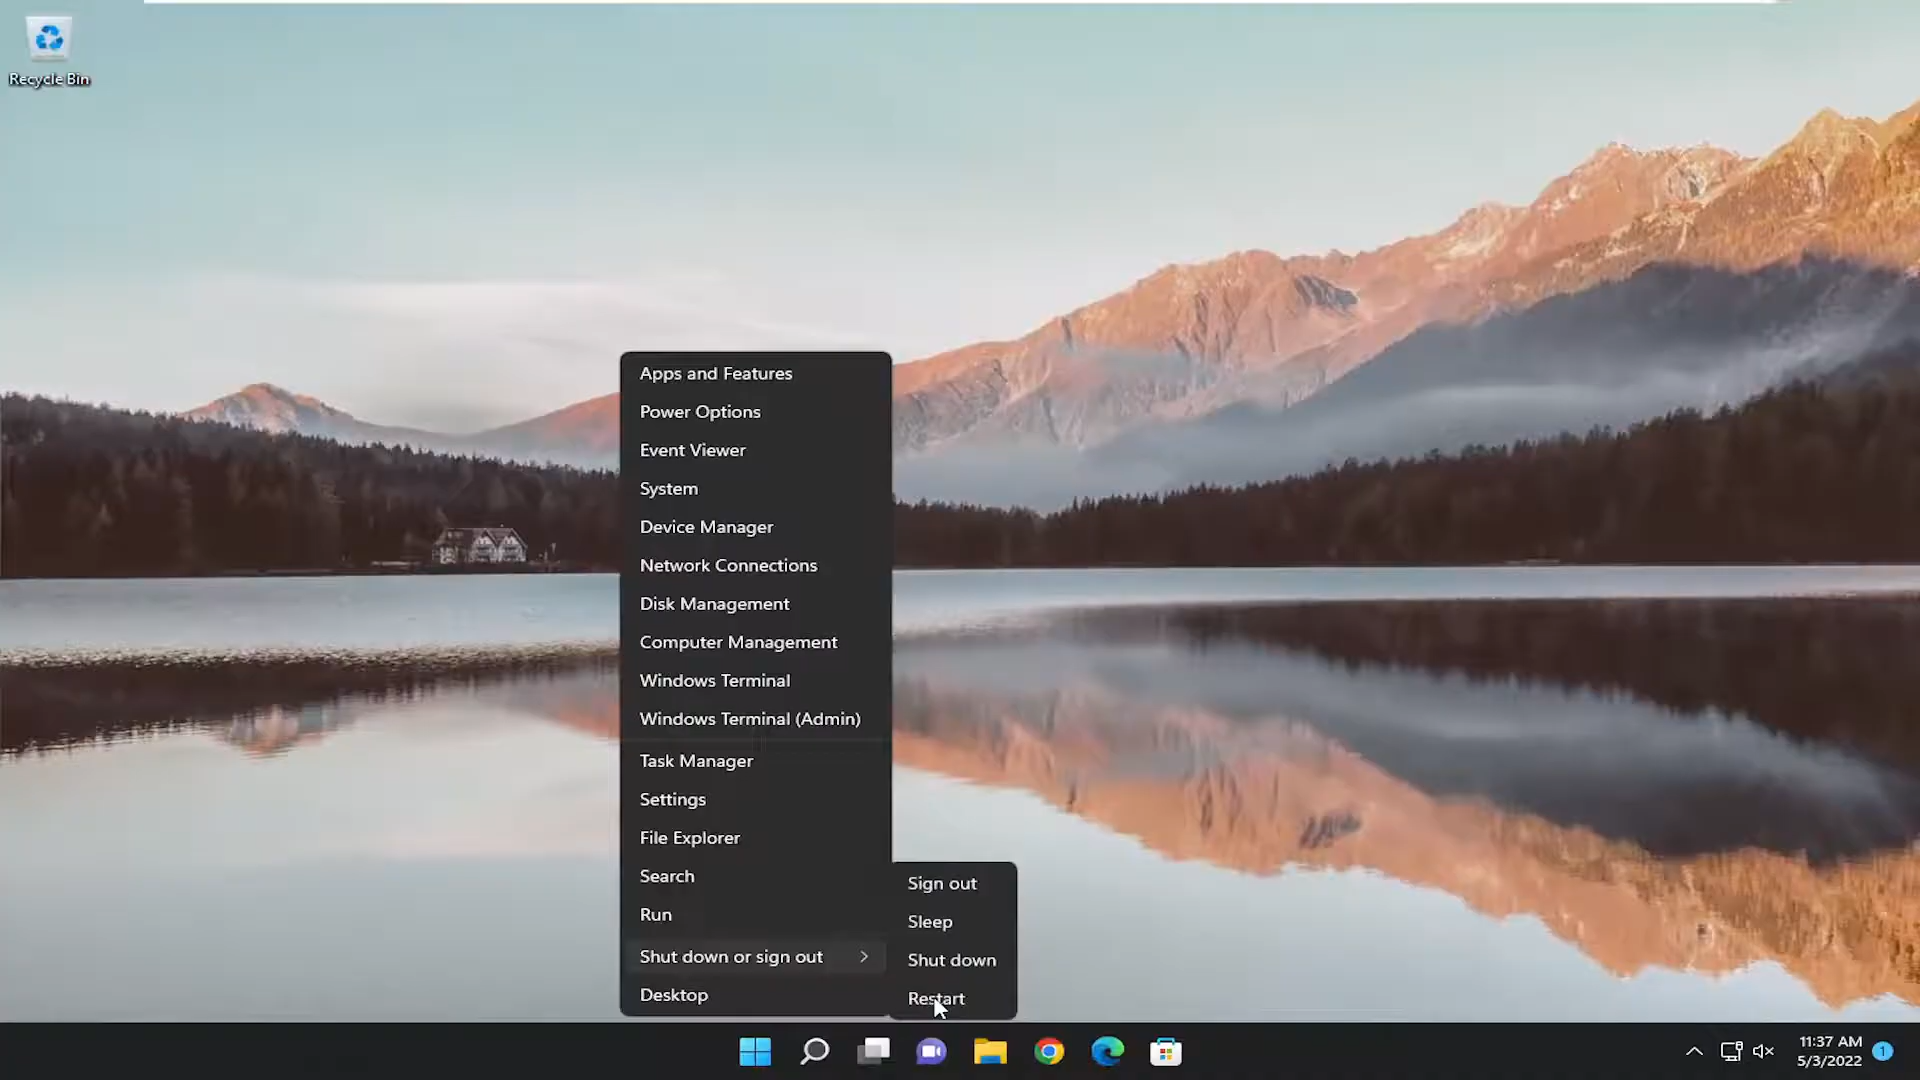 Recycle Bin
Apps and Features
Power Options
Event Viewer
System
Device Manager
Network Connections
Disk Management
Computer Management
Windows Terminal
Windows Terminal (Admin)
Task Manager
Settings
File Explorer
Search
Run
Shut down or sign out
Desktop
Sign out
Sleep
Shut down
Restart
11:37 AM
5/3/2022
1